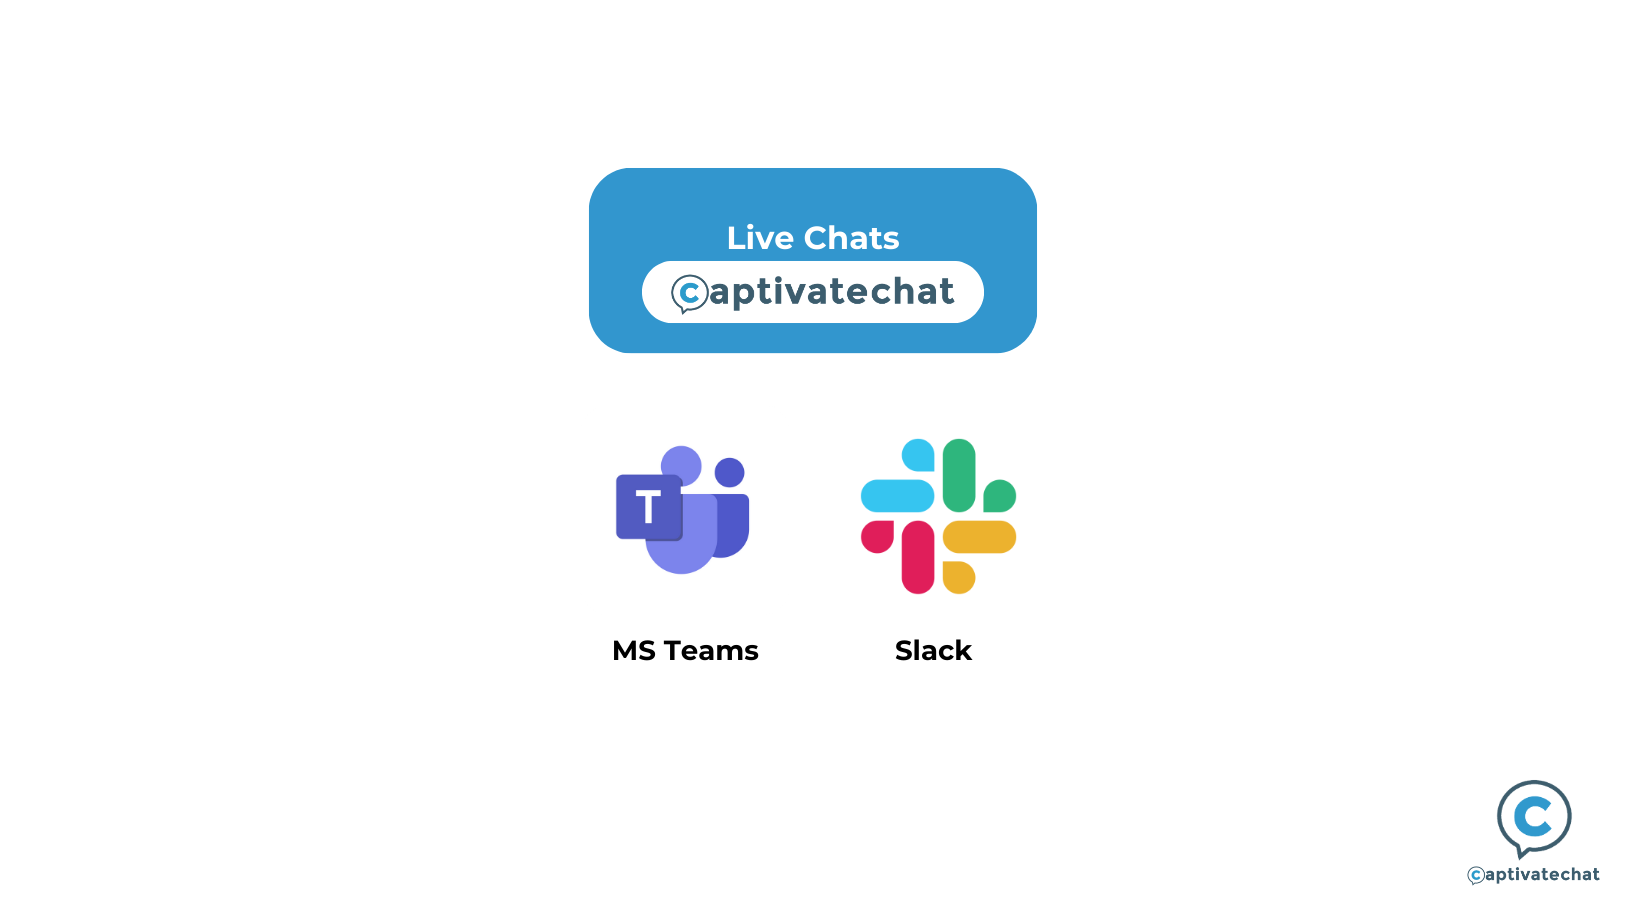 Live Chats
captivatechat
T
MS Teams
Slack
C
captivatechat